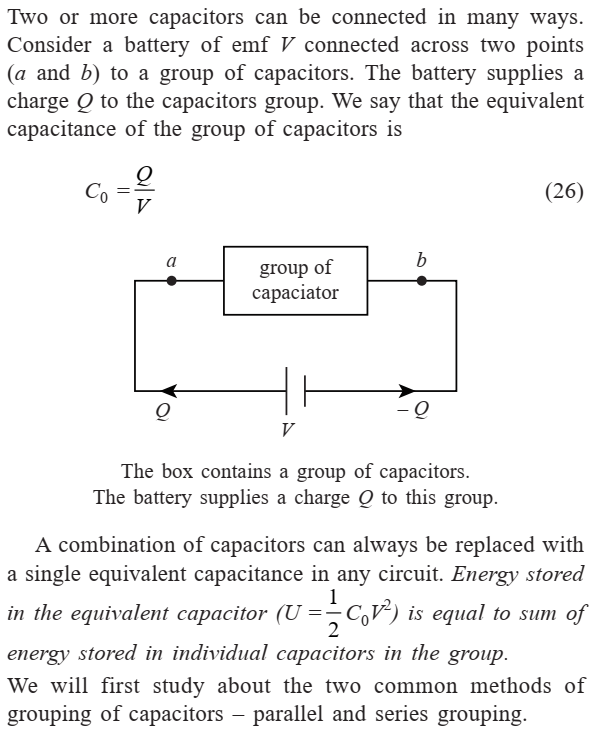 Two or more capacitors can be connected in many ways.
Consider a battery of emf V connected across two points
(a and b) to a group of capacitors. The battery supplies a
charge Q to the capacitors group. We say that the equivalent
capacitance of the group of capacitors is
C₀ = Q/V (26)
a
group of
capaciator
b
Q
V
– Q
The box contains a group of capacitors.
The battery supplies a charge Q to this group.
A combination of capacitors can always be replaced with
a single equivalent capacitance in any circuit. Energy stored
in the equivalent capacitor (U = 1/2 C₀V²) is equal to sum of
energy stored in individual capacitors in the group.
We will first study about the two common methods of
grouping of capacitors – parallel and series grouping.